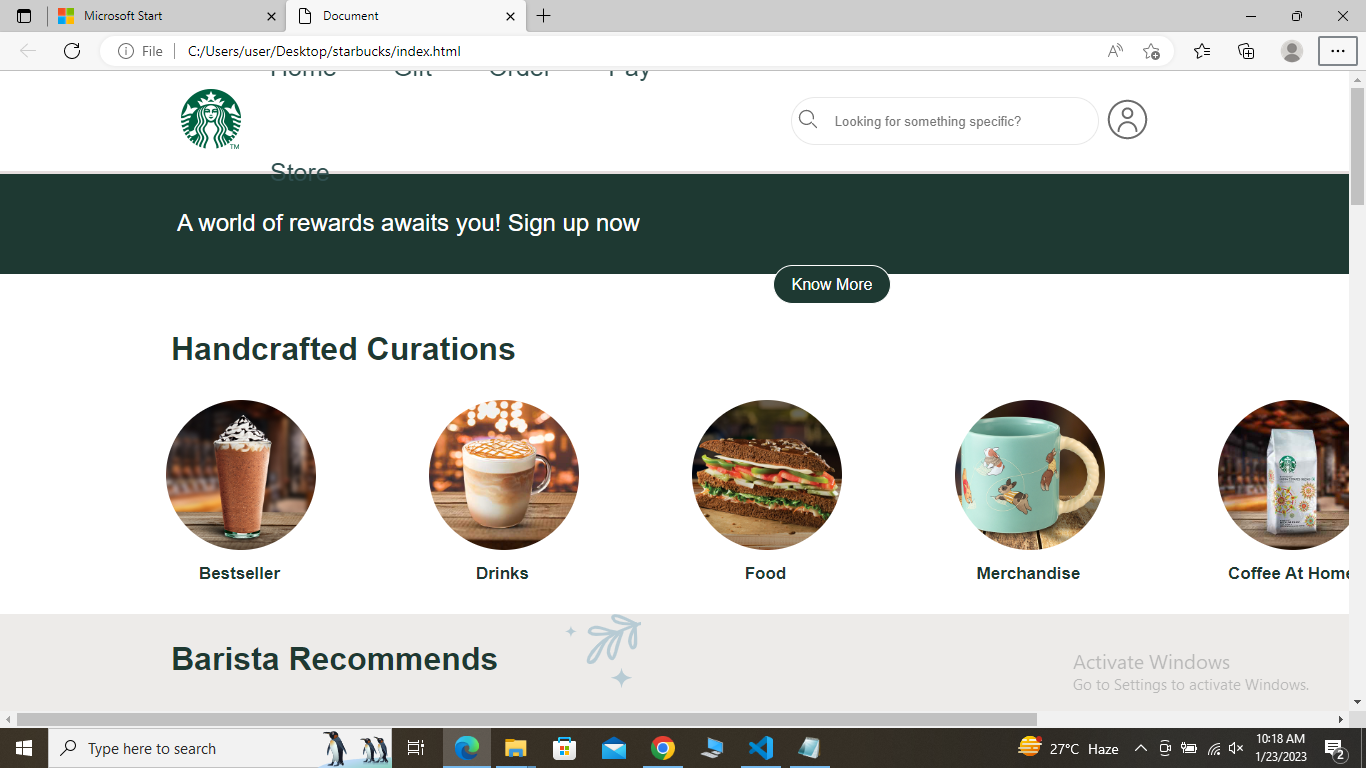 Microsoft Start
Document
File
C:/Users/user/Desktop/starbucks/index.html
Home Gift Order Pay
TM
Looking for something specific?
Store
A world of rewards awaits you! Sign up now
Know More
Handcrafted Curations
Bestseller Drinks Food Merchandise Coffee At Home
Barista Recommends
Activate Windows
Go to Settings to activate Windows.
Type here to search
27°C Haze
10:18 AM
1/23/2023
2